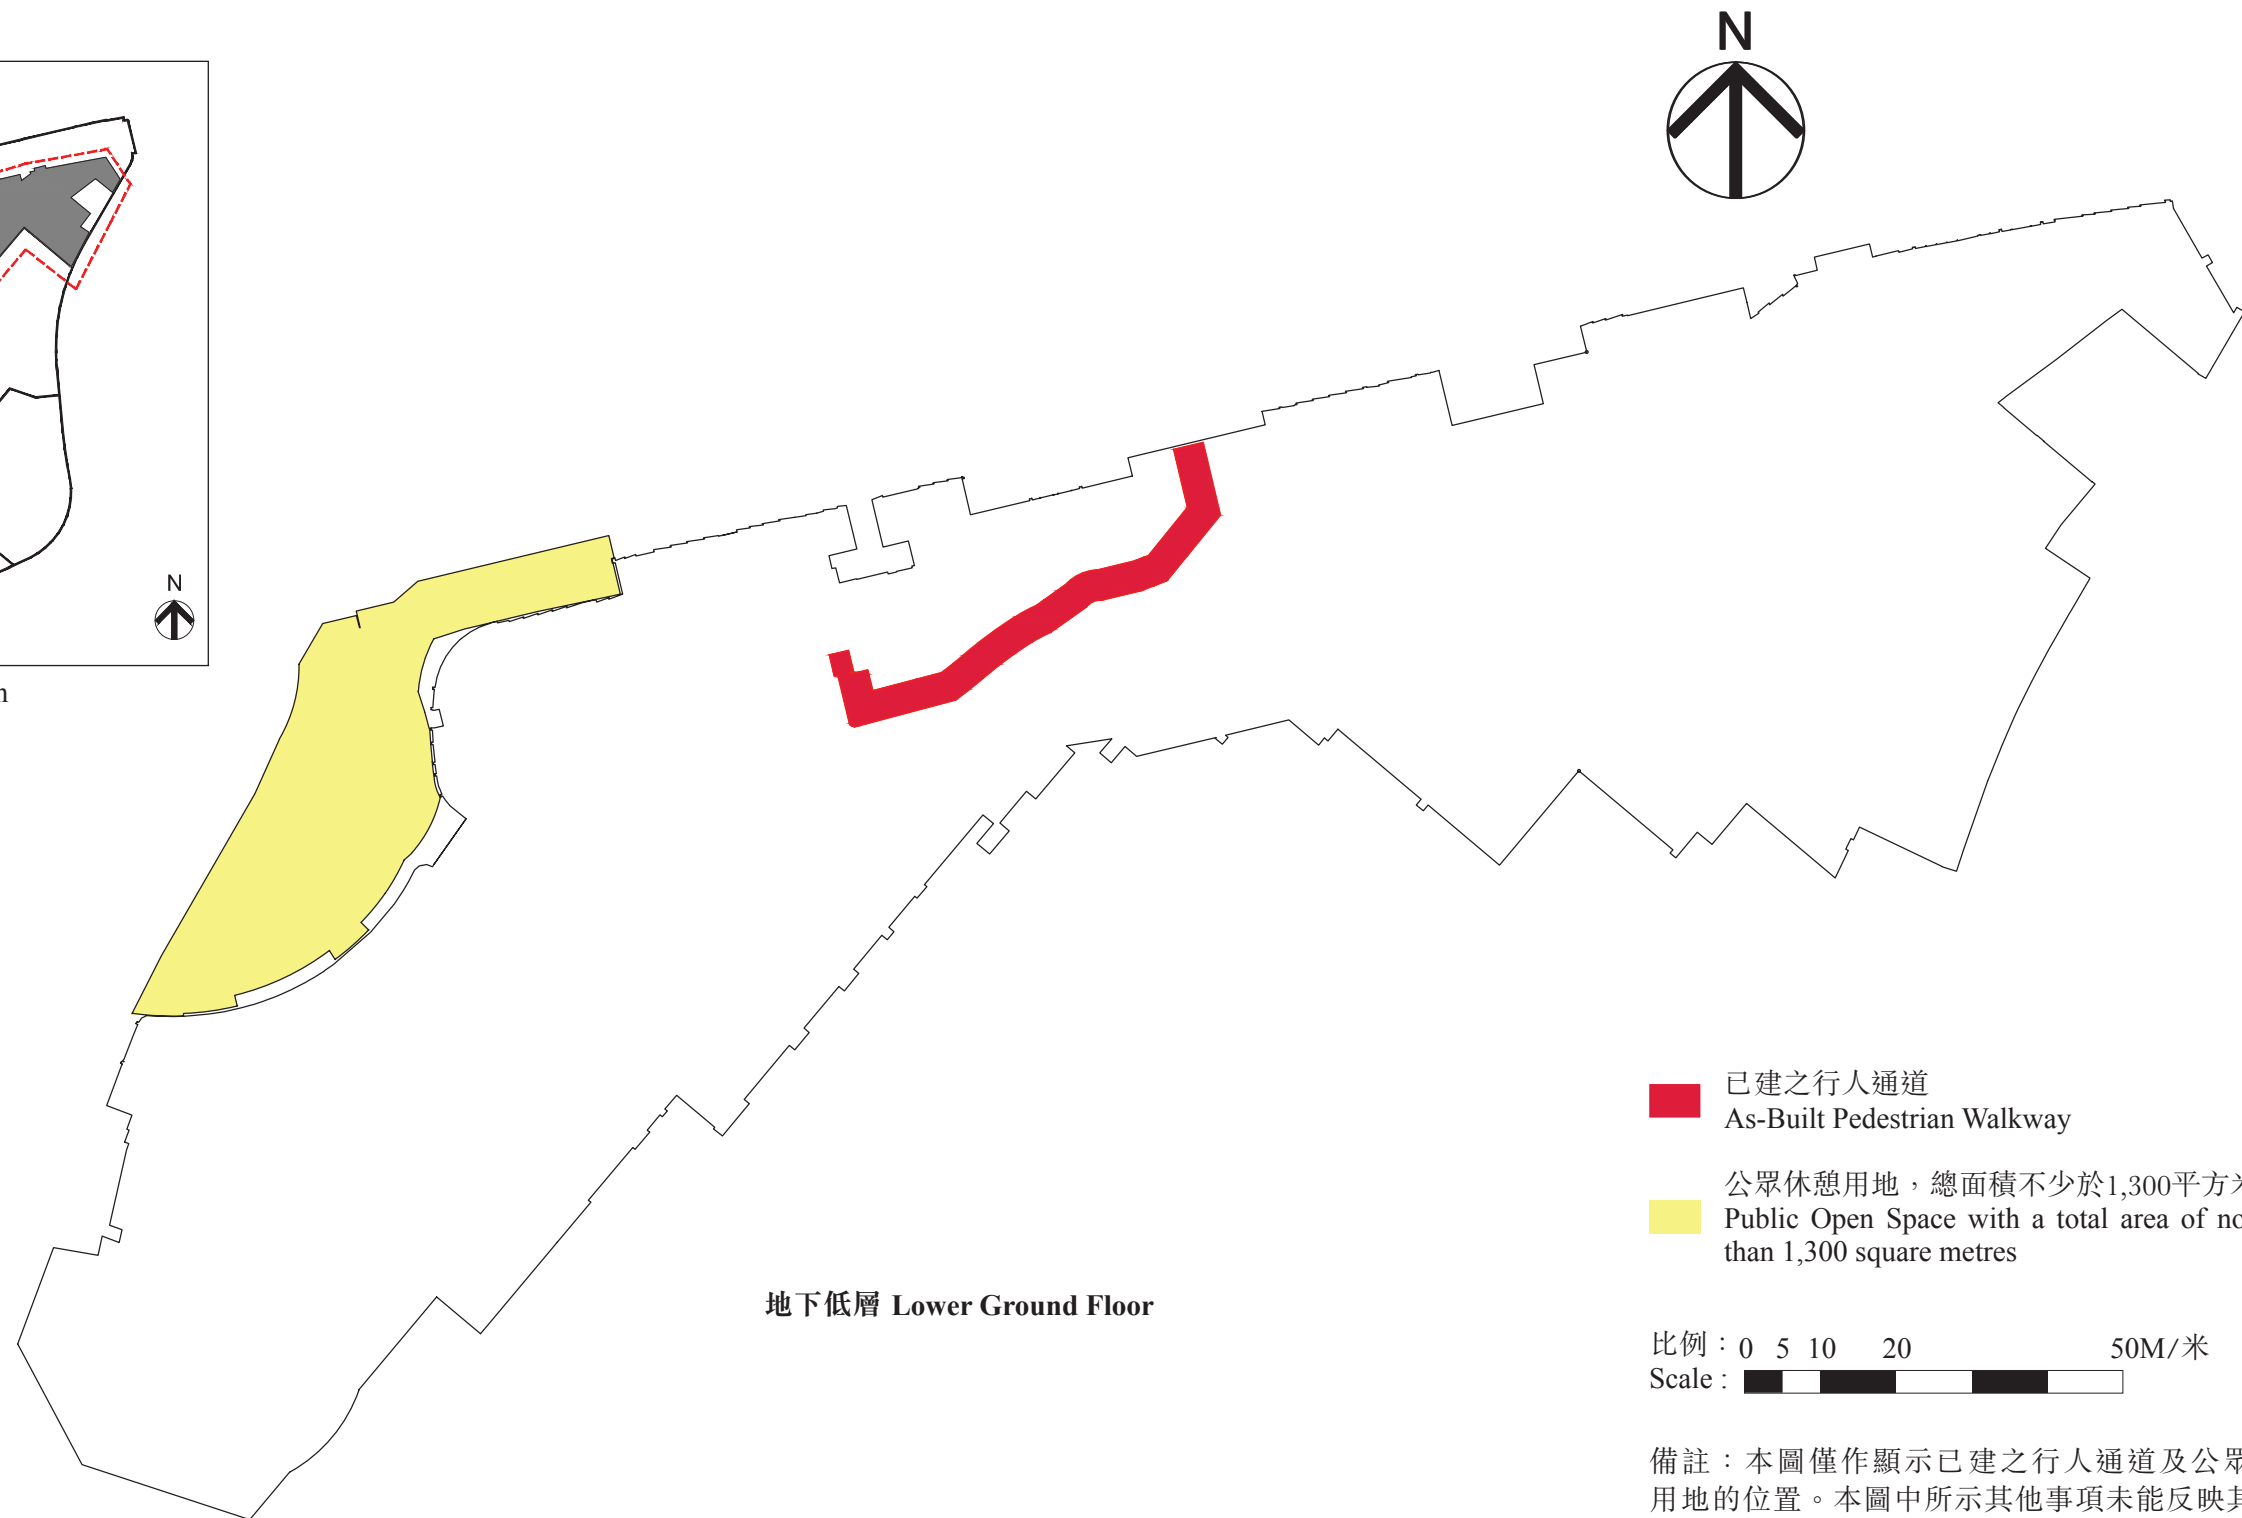 N
N
已建之行人通道
As-Built Pedestrian Walkway
公眾休憩用地，總面積不少於1,300平方
Public Open Space with a total area of
than 1,300 square metres
地下低層 Lower Ground Floor
比例：0 5 10 20 50M/米
Scale :
備註：本圖僅作顯示已建之行人通道及公眾
用地的位置。本圖中所示其他事項未能反映